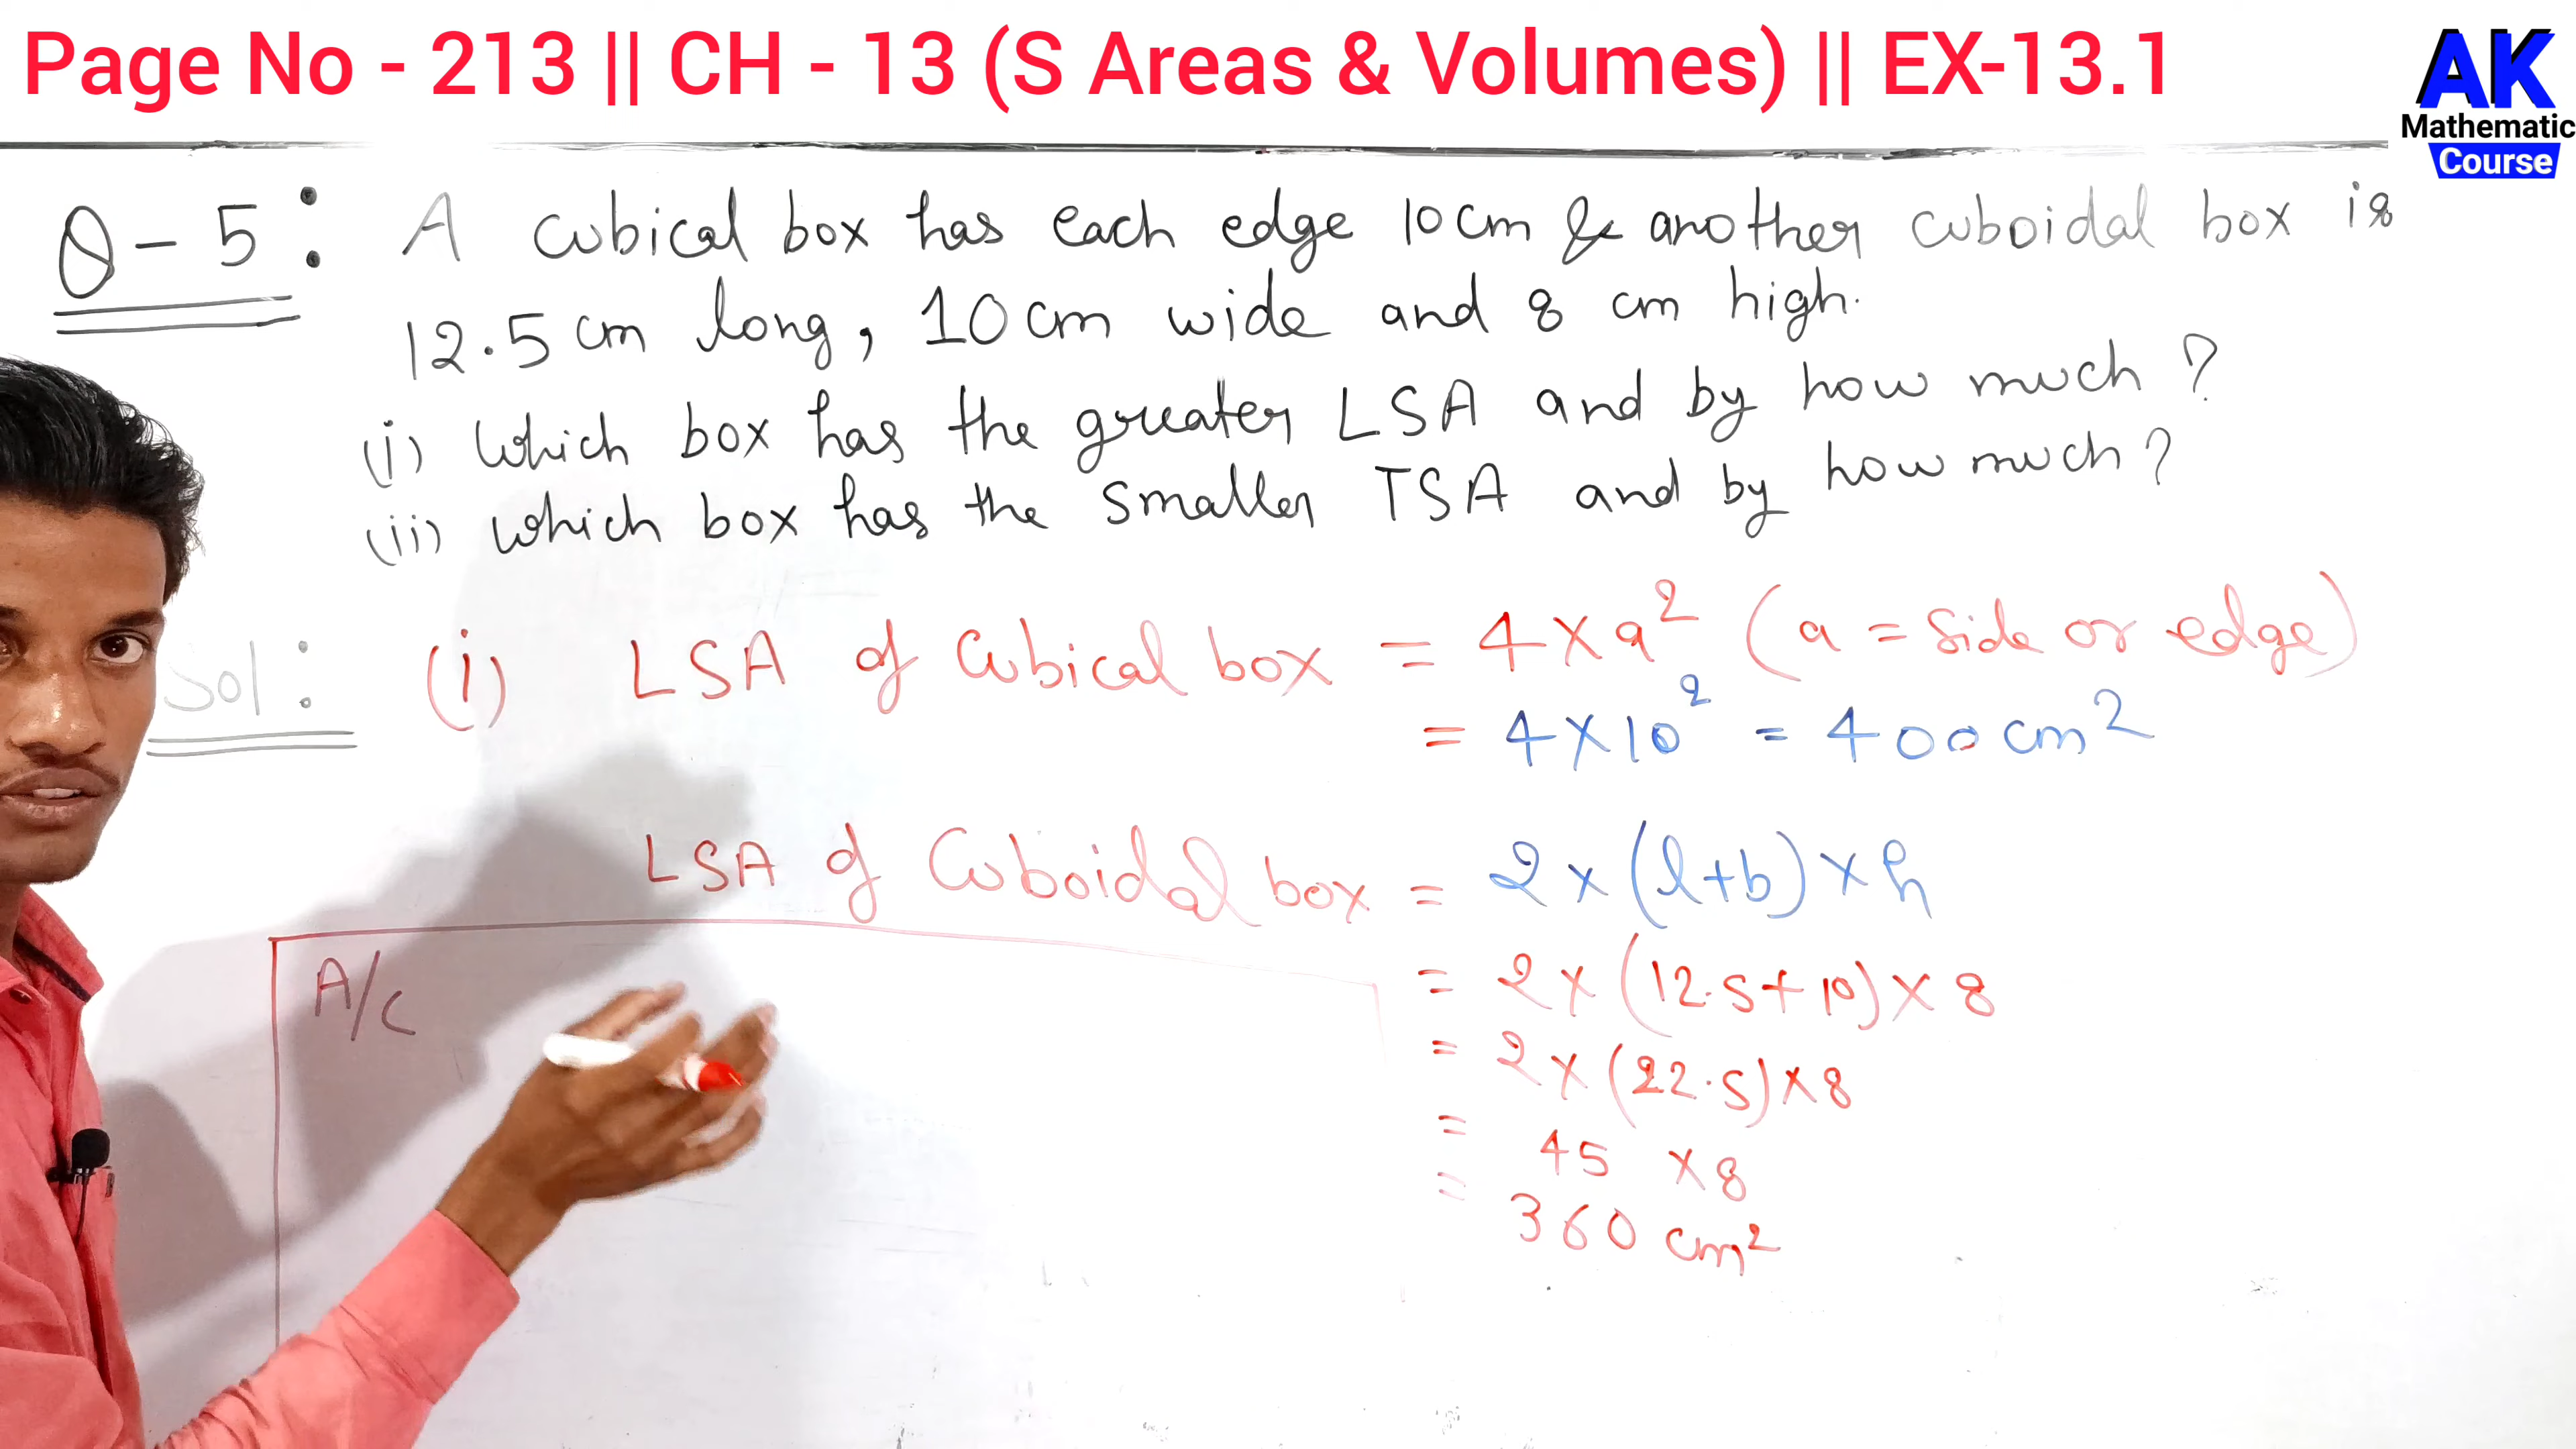 Page No - 213 || CH - 13 (S Areas & Volumes) || EX-13.1
AK
Mathematic
Course
Q-5: A cubical box has each edge 10cm & another cuboidal box is
12.5 cm long, 10 cm wide and 8 cm high.
(i) Which box has the greater LSA and by how much?
(ii) Which box has the smaller TSA and by how much?
Sol: (i) LSA of Cubical box = 4×a² (a = side or edge)
= 4×10² = 400 cm²
LSA of Cuboidal box = 2×(l+b)×h
= 2×(12.5+10)×8
= 2×(22.5)×8
= 45 ×8
= 360 cm²
A/C